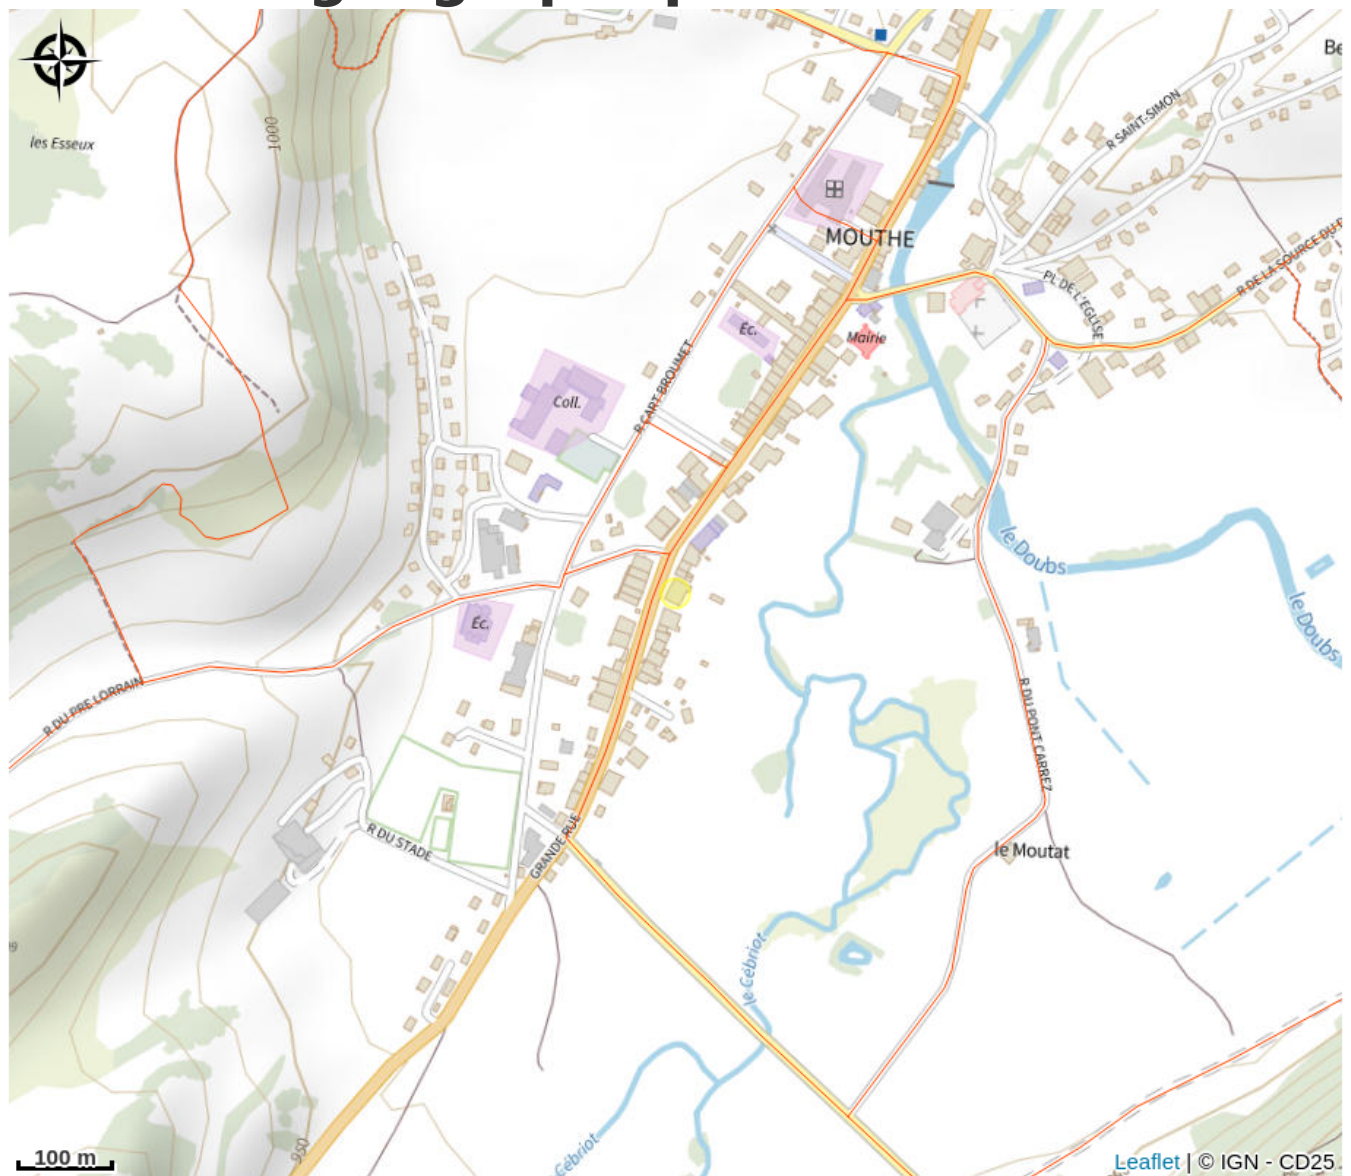 Be
R SAINT-SIMON
les Esseux
1000
MOUTHE
R DE LA SOURCE DU
PL DE L'EGLISE
Éc.
Mairie
R CART BROUMET
Coll.
le Doubs
le Doubs
Éc.
R DU PRE LORRAIN
R DU PONT CARREZ
R DU STADE
GRANDE RUE
le Moutat
le Cébriot
950
Cébriot
100 m
Leaflet | © IGN - CD25